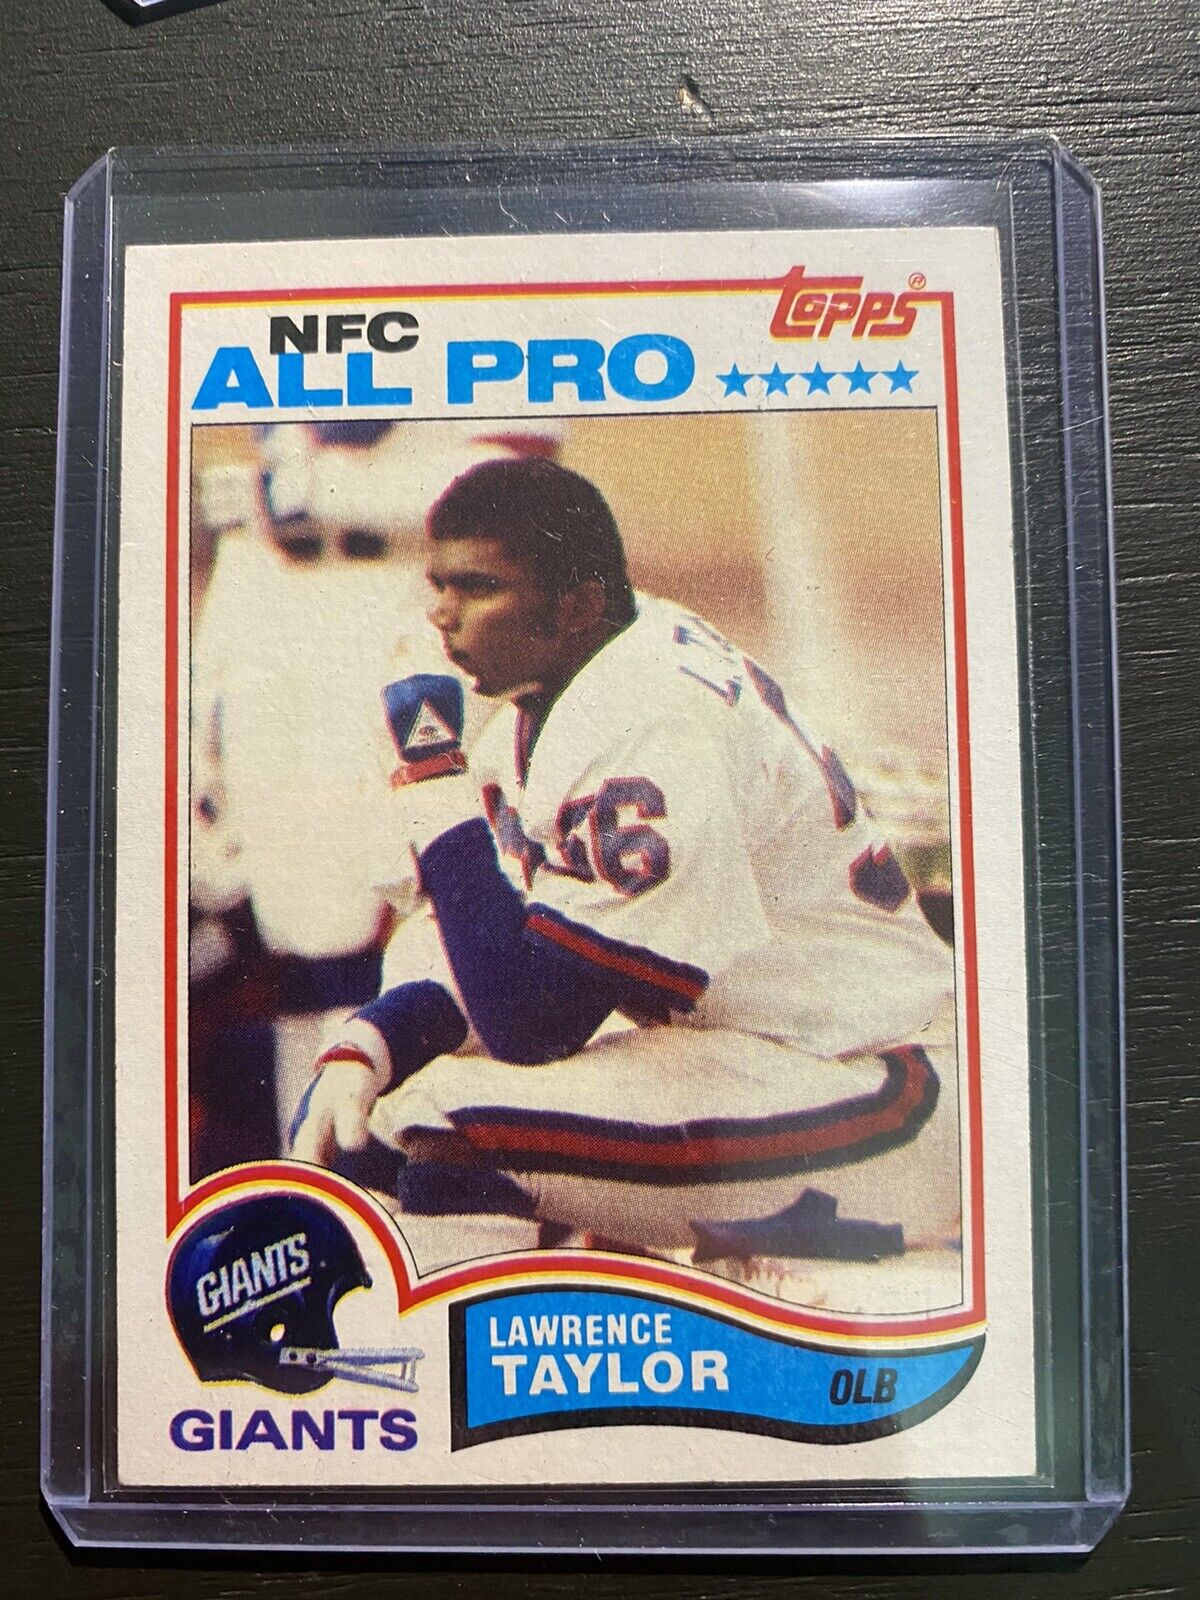 topps®
NFC
ALL PRO
L.T
56
GIANTS
GIANTS
LAWRENCE
TAYLOR
OLB